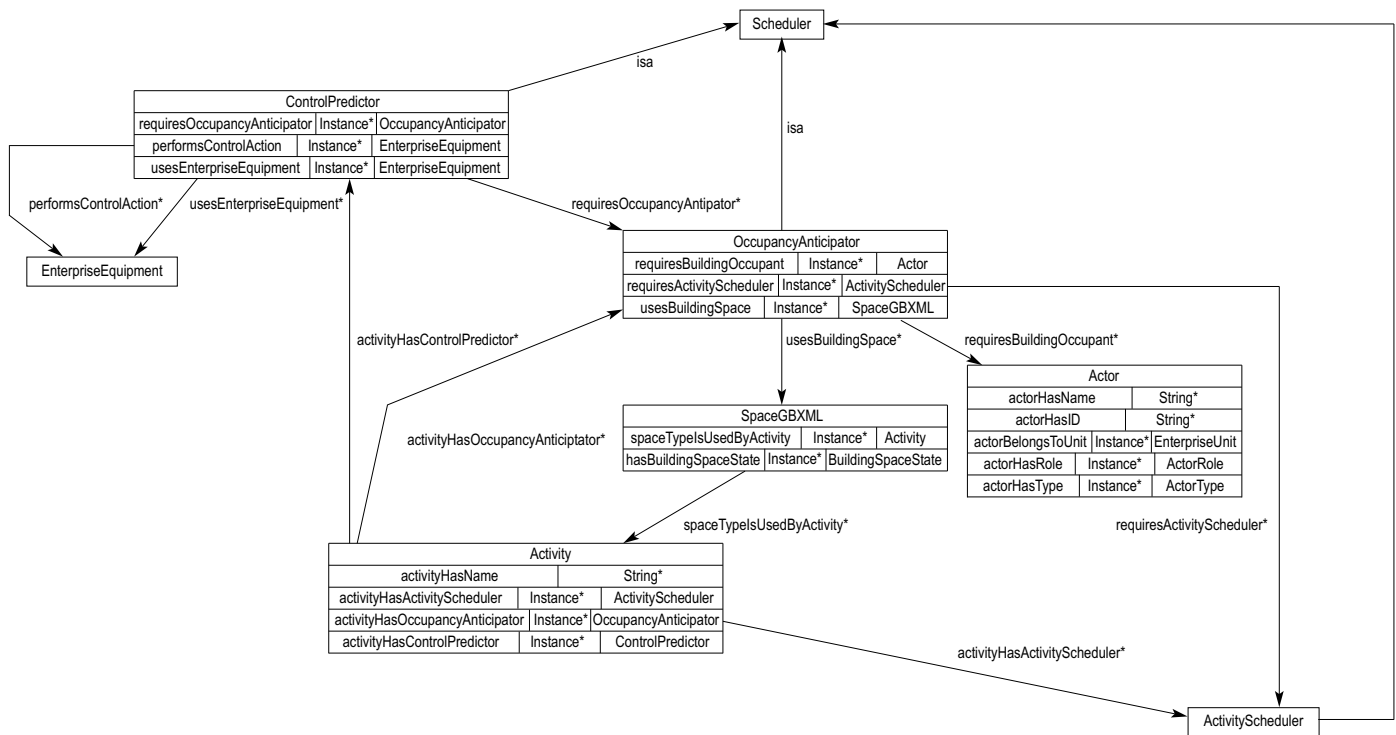 Scheduler
isa
ControlPredictor
requiresOccupancyAnticipator Instance* OccupancyAnticipator
performsControlAction Instance* EnterpriseEquipment
usesEnterpriseEquipment Instance* EnterpriseEquipment
isa
performsControlAction*
usesEnterpriseEquipment*
requiresOccupancyAntipator*
EnterpriseEquipment
OccupancyAnticipator
requiresBuildingOccupant Instance* Actor
requiresActivityScheduler Instance* ActivityScheduler
usesBuildingSpace Instance* SpaceGBXML
activityHasControlPredictor*
usesBuildingSpace*
requiresBuildingOccupant*
Actor
actorHasName String*
actorHasID String*
actorBelongsToUnit Instance* EnterpriseUnit
actorHasRole Instance* ActorRole
actorHasType Instance* ActorType
SpaceGBXML
spaceTypeIsUsedByActivity Instance* Activity
hasBuildingSpaceState Instance* BuildingSpaceState
activityHasOccupancyAnticiptator*
spaceTypeIsUsedByActivity*
requiresActivityScheduler*
Activity
activityHasName String*
activityHasActivityScheduler Instance* ActivityScheduler
activityHasOccupancyAnticipator Instance* OccupancyAnticipator
activityHasControlPredictor Instance* ControlPredictor
activityHasActivityScheduler*
ActivityScheduler